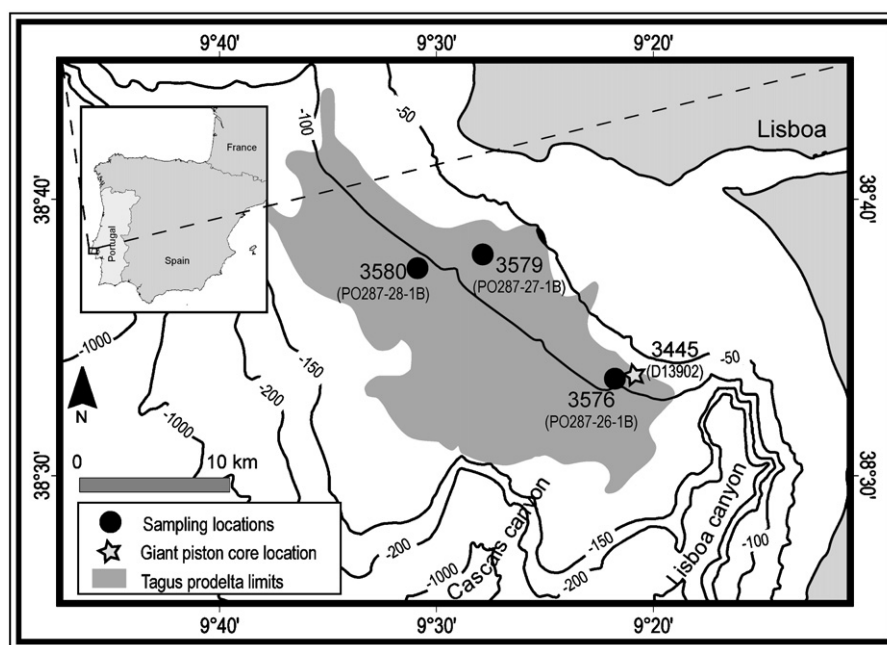 9°40'
9°30'
9°20'
38°40'
38°40'
38°30'
38°30'
9°40'
9°30'
9°20'
France
Portugal
Spain
Lisboa
-100
-50
3580
(PO287-28-1B)
3579
(PO287-27-1B)
3445
(D13902)
3576
(PO287-26-1B)
-50
-1000
-150
-200
-1000
N
0
10 km
Sampling locations
Giant piston core location
Tagus prodelta limits
-200
-1000
Cascais canyon
-150
-200
Lisboa canyon
-100